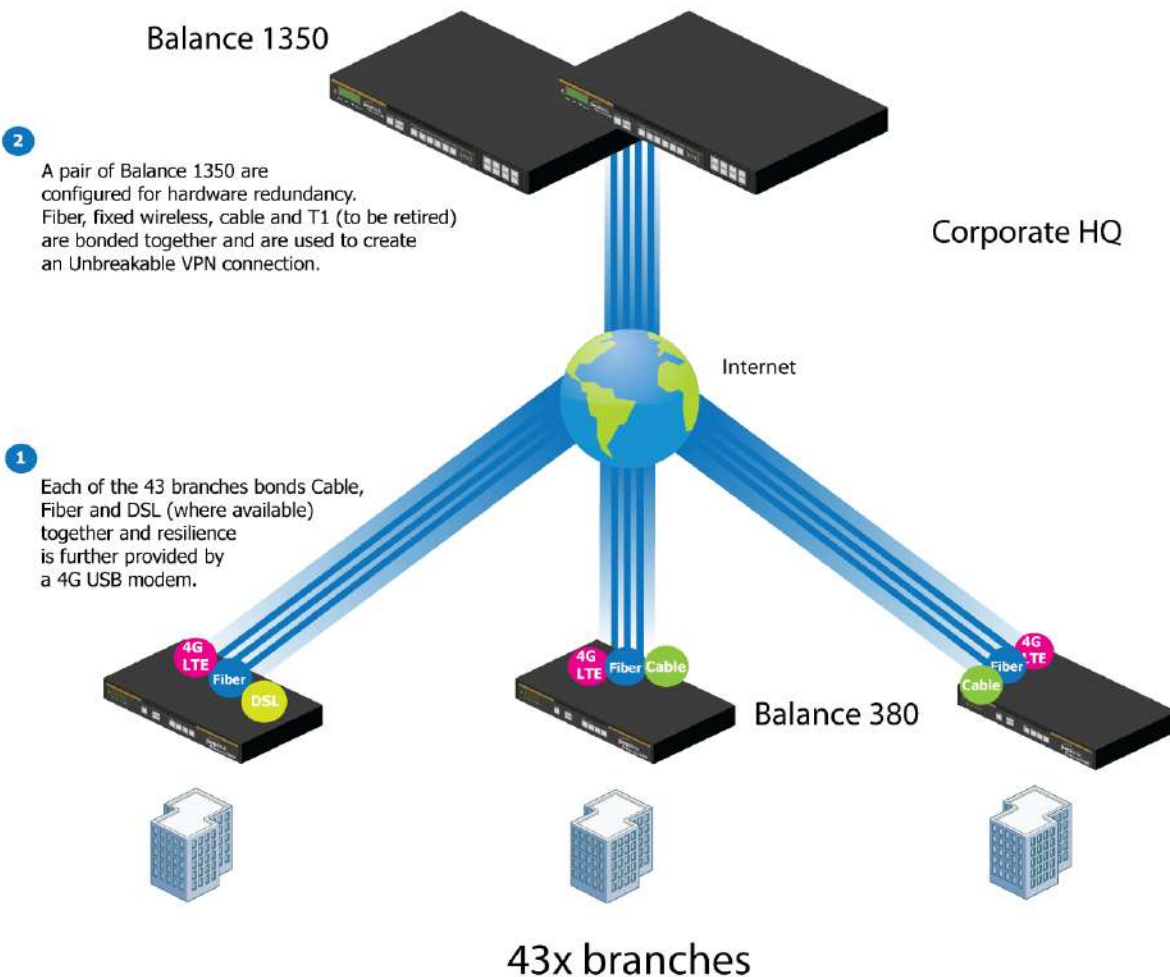 Balance 1350
2
A pair of Balance 1350 are
configured for hardware redundancy.
Fiber, fixed wireless, cable and T1 (to be retired)
are bonded together and are used to create
an Unbreakable VPN connection.
Corporate HQ
Internet
1
Each of the 43 branches bonds Cable,
Fiber and DSL (where available)
together and resilience
is further provided by
a 4G USB modem.
4G
LTE
Fiber
DSL
4G
LTE
Fiber
Cable
4G
LTE
Fiber
Cable
Balance 380
43x branches